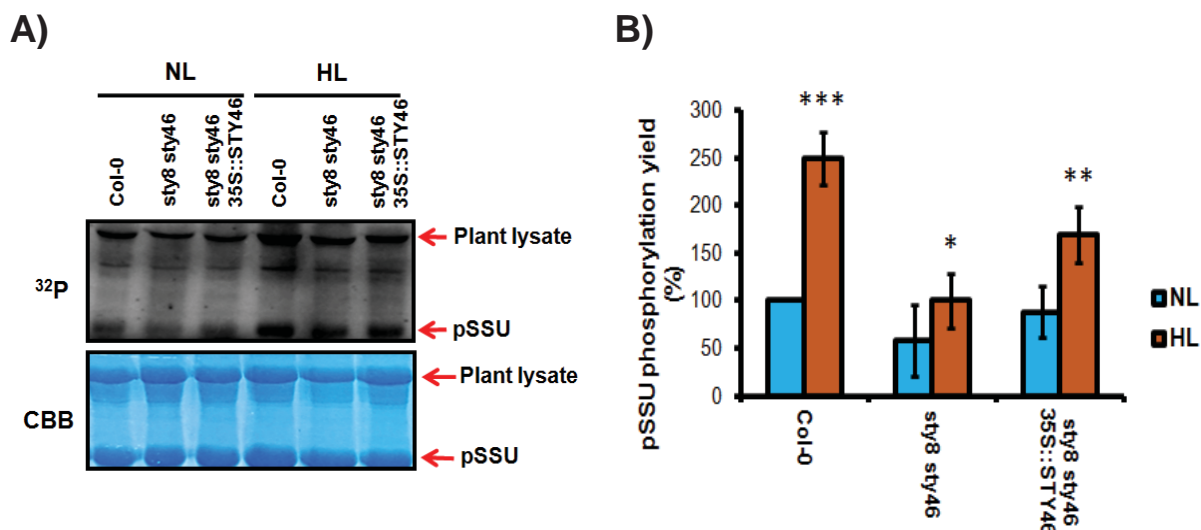 A)
NL
HL
Col-0
sty8 sty46
sty8 sty46
35S::STY46
Col-0
sty8 sty46
sty8 sty46
35S::STY46
32P
Plant lysate
pSSU
CBB
Plant lysate
pSSU
B)
pSSU phosphorylation yield
(%)
300
250
200
150
100
50
0
***
*
**
Col-0
sty8 sty46
sty8 sty46
35S::STY46
NL
HL